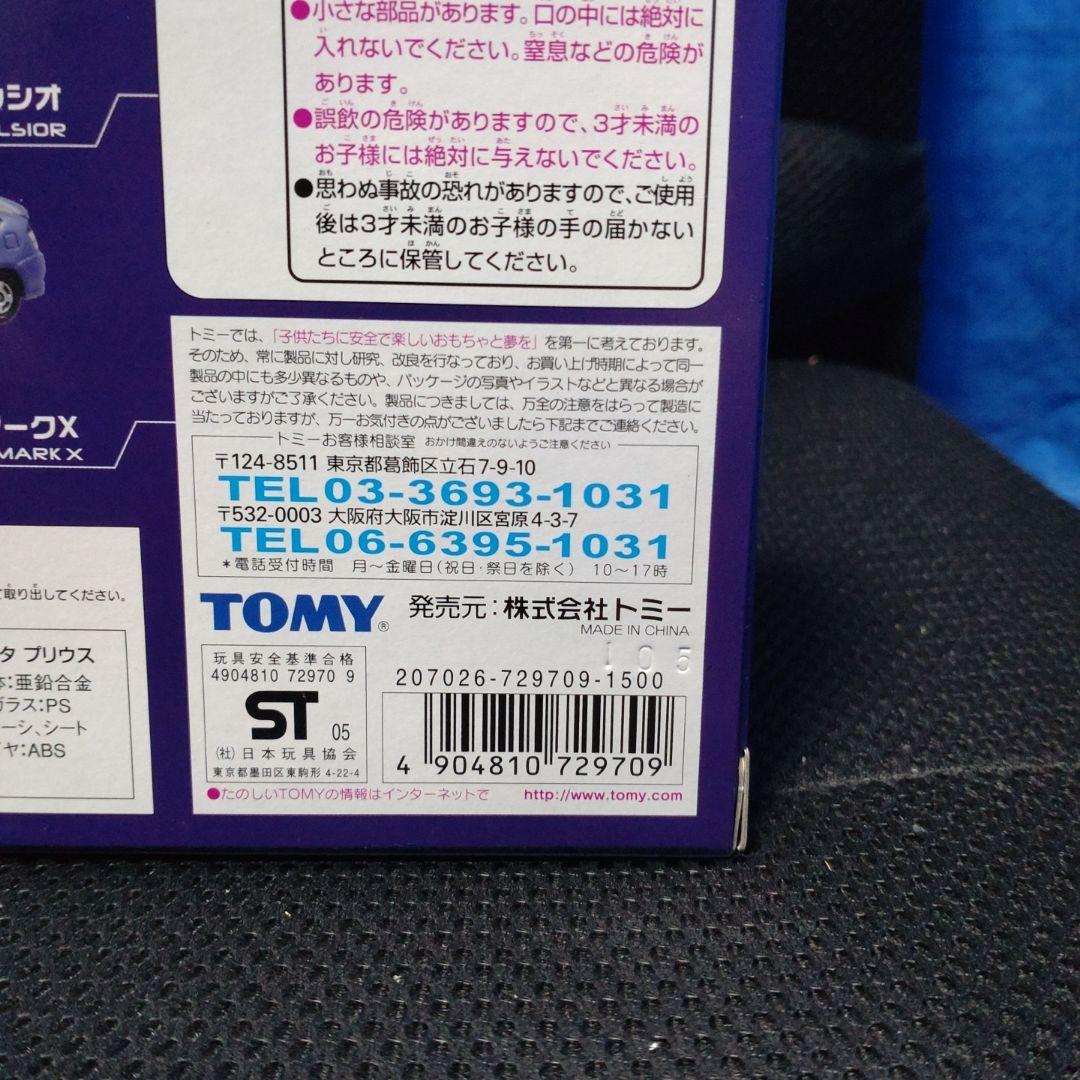 ●小さな部品があります。口の中には絶対に
入れないでください。窒息などの危険が
あります。
●誤飲の危険がありますので、3才未満の
お子様には絶対に与えないでください。
●思わぬ事故の恐れがありますので、ご使用
後は3才未満のお子様の手の届かない
ところに保管してください。
シオ
LSIOR
ークX
MARK X
て取り出してください。
タ プリウス
:亜鉛合金
ガラス:PS
ーシ、シート
ヤ:ABS
トミーでは、「子供たちに安全で楽しいおもちゃと夢を」を第一に考えております。
そのため、常に製品に対し研究、改良を行なっており、お買い上げ時期によって同一
製品の中にも多少異なるものや、パッケージの写真やイラストなどと異なる場合が
ございますがご了承ください。製品につきましては、万全の注意をはらって製造に
当たっておりますが、万一お気付きの点がございましたら下記までご連絡ください。
トミーお客様相談室 おかけ間違えのないようご注意ください
〒124-8511 東京都葛飾区立石7-9-10
TEL03-3693-1031
〒532-0003 大阪府大阪市淀川区宮原4-3-7
TEL06-6395-1031
*電話受付時間 月〜金曜日(祝日・祭日を除く) 10〜17時
TOMY® 発売元:株式会社トミー
MADE IN CHINA
105
玩具安全基準合格
4904810 72970 9
ST 05
(社)日本玩具協会
東京都墨田区東駒形 4-22-4
207026-729709-1500
4 904810 729709
●たのしいTOMYの情報はインターネットで http://www.tomy.com